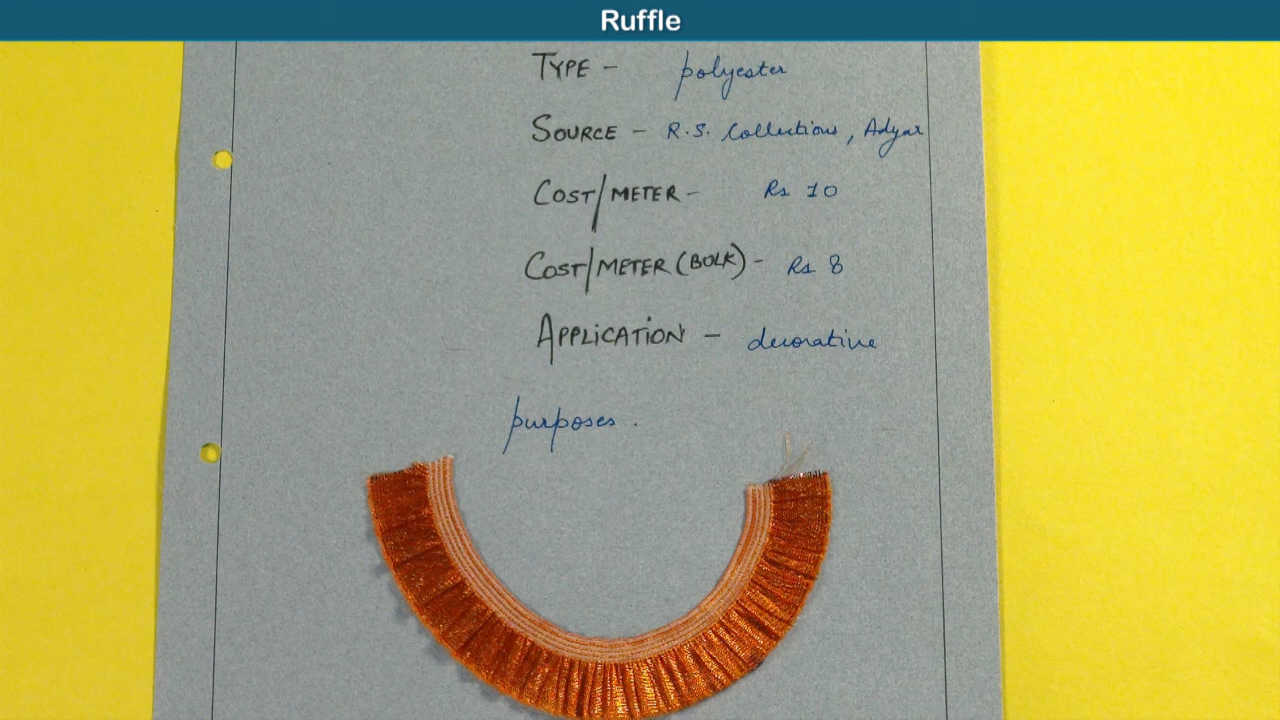 Ruffle
TYPE - polyester
SOURCE - R.S. Collections, Adyar
COST/METER - Rs 10
COST/METER (BULK) - Rs 8
APPLICATION - decorative
purposes.